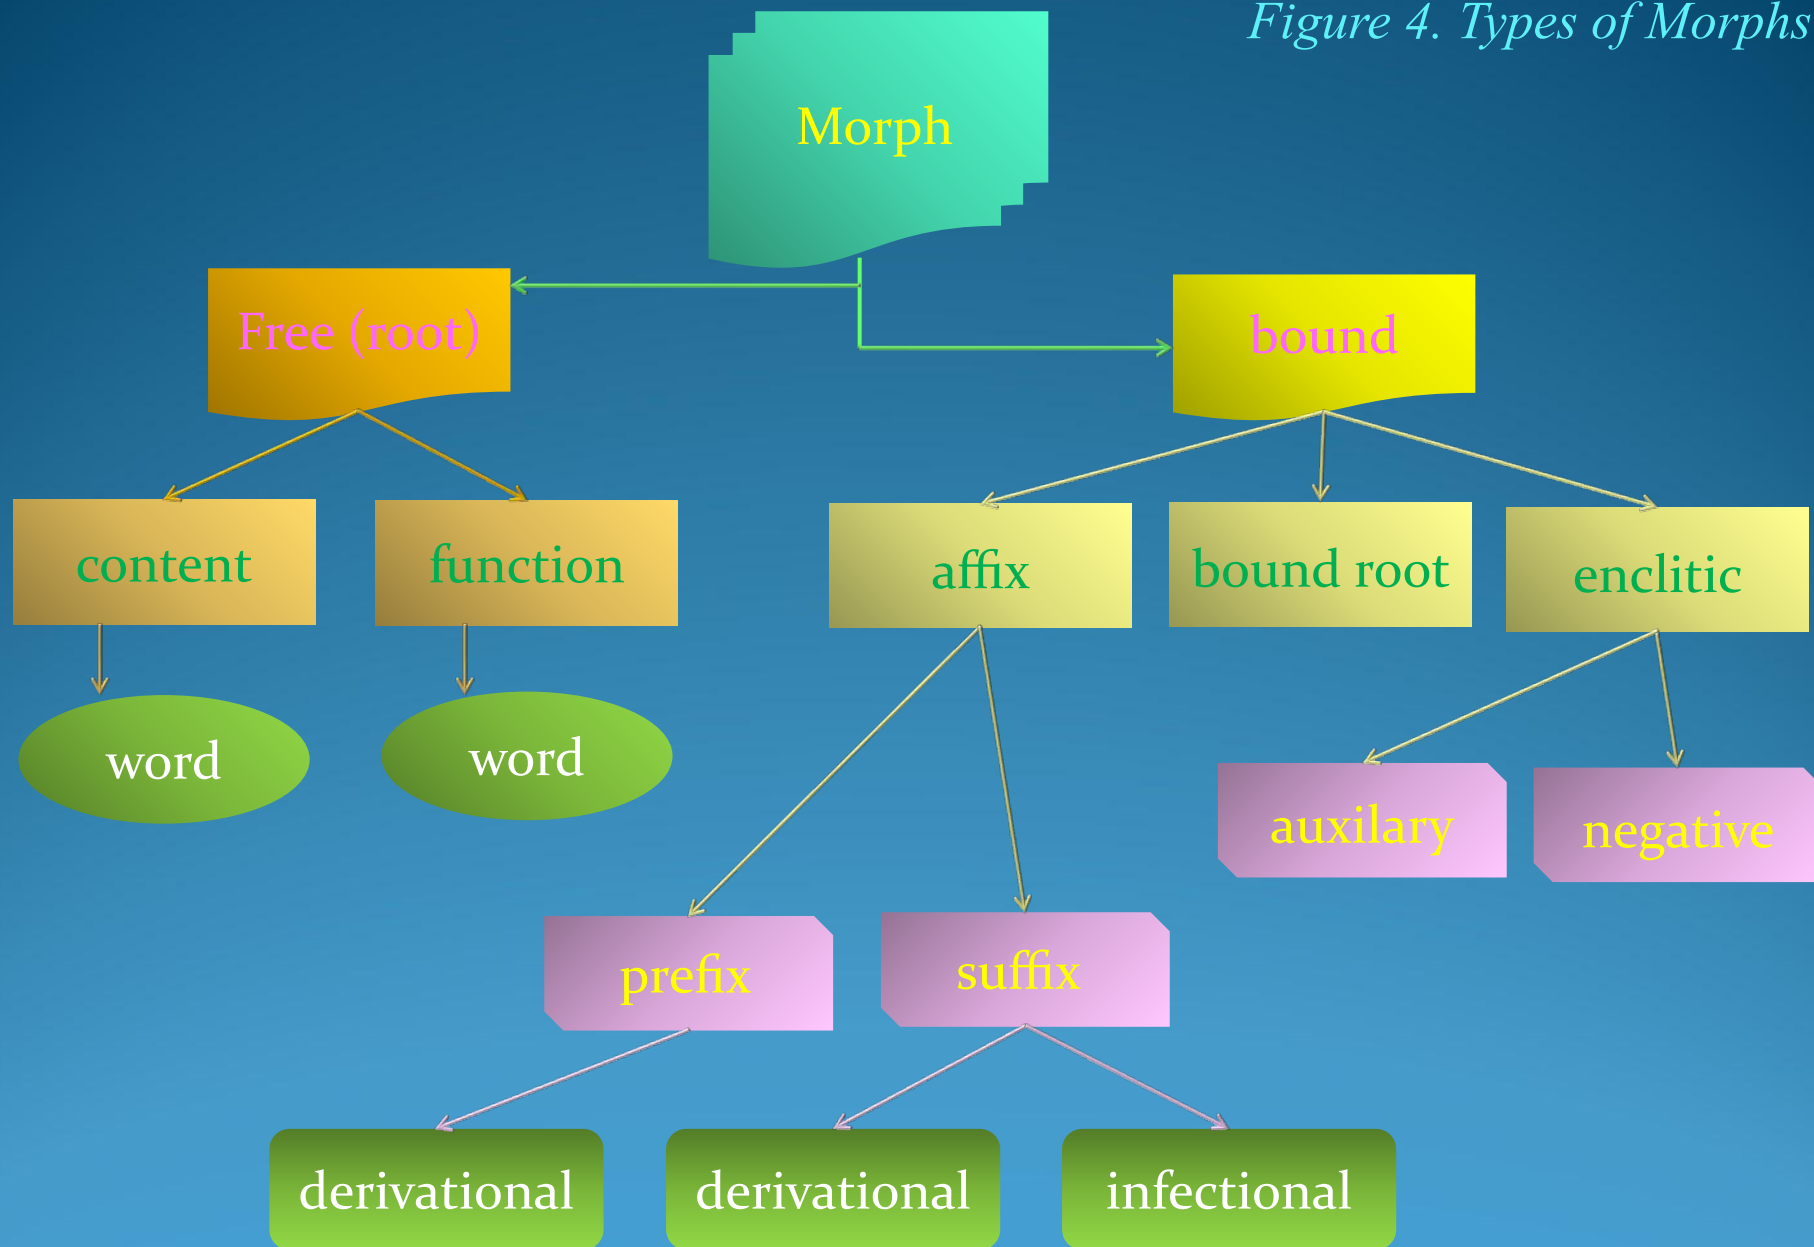 Figure 4. Types of Morphs
Morph
Free (root)
bound
content
function
affix
bound root
enclitic
word
word
auxilary
negative
prefix
suffix
derivational
derivational
infectional